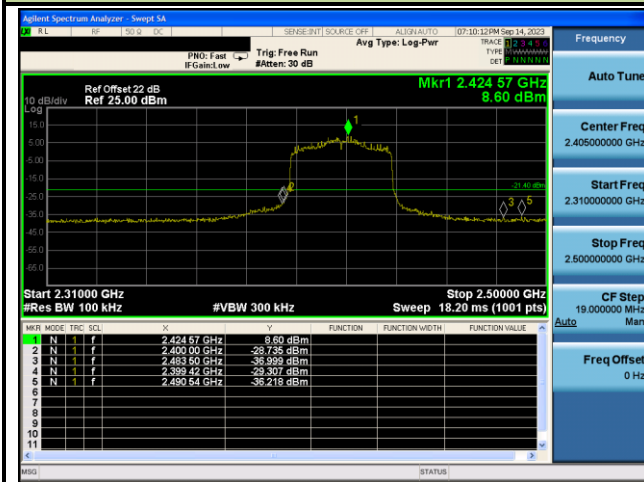 Agilent Spectrum Analyzer - Swept SA
RL RF 50 Ω DC SENSE:INT SOURCE OFF ALIGNAUTO 07:10:12 PM Sep 14, 2023
Avg Type: Log-Pwr
TRACE 1 2 3 4 5 6
PNO: Fast Trig: Free Run TYPE
IFGain:Low #Atten: 30 dB DET P N N N N N
Ref Offset 22 dB
Mkr1 2.424 57 GHz
10 dB/div Ref 25.00 dBm 8.60 dBm
Log
15.0
5.00
-5.00
-15.0
-25.0
-35.0
-45.0
-55.0
-65.0
1
-21.40 dBm
3 5
Start 2.31000 GHz Stop 2.50000 GHz
#Res BW 100 kHz #VBW 300 kHz Sweep 18.20 ms (1001 pts)
MKR MODE TRC SCL X Y FUNCTION FUNCTION WIDTH FUNCTION VALUE
1 N 1 f 2.424 57 GHz 8.60 dBm
2 N 1 f 2.400 00 GHz -28.735 dBm
3 N 1 f 2.483 50 GHz -36.999 dBm
4 N 1 f 2.399 42 GHz -29.307 dBm
5 N 1 f 2.490 54 GHz -36.218 dBm
6
7
8
9
10
11
MSG STATUS
Frequency
Auto Tune
Center Freq
2.405000000 GHz
Start Freq
2.310000000 GHz
Stop Freq
2.500000000 GHz
CF Step
19.000000 MHz
Auto Man
Freq Offset
0 Hz